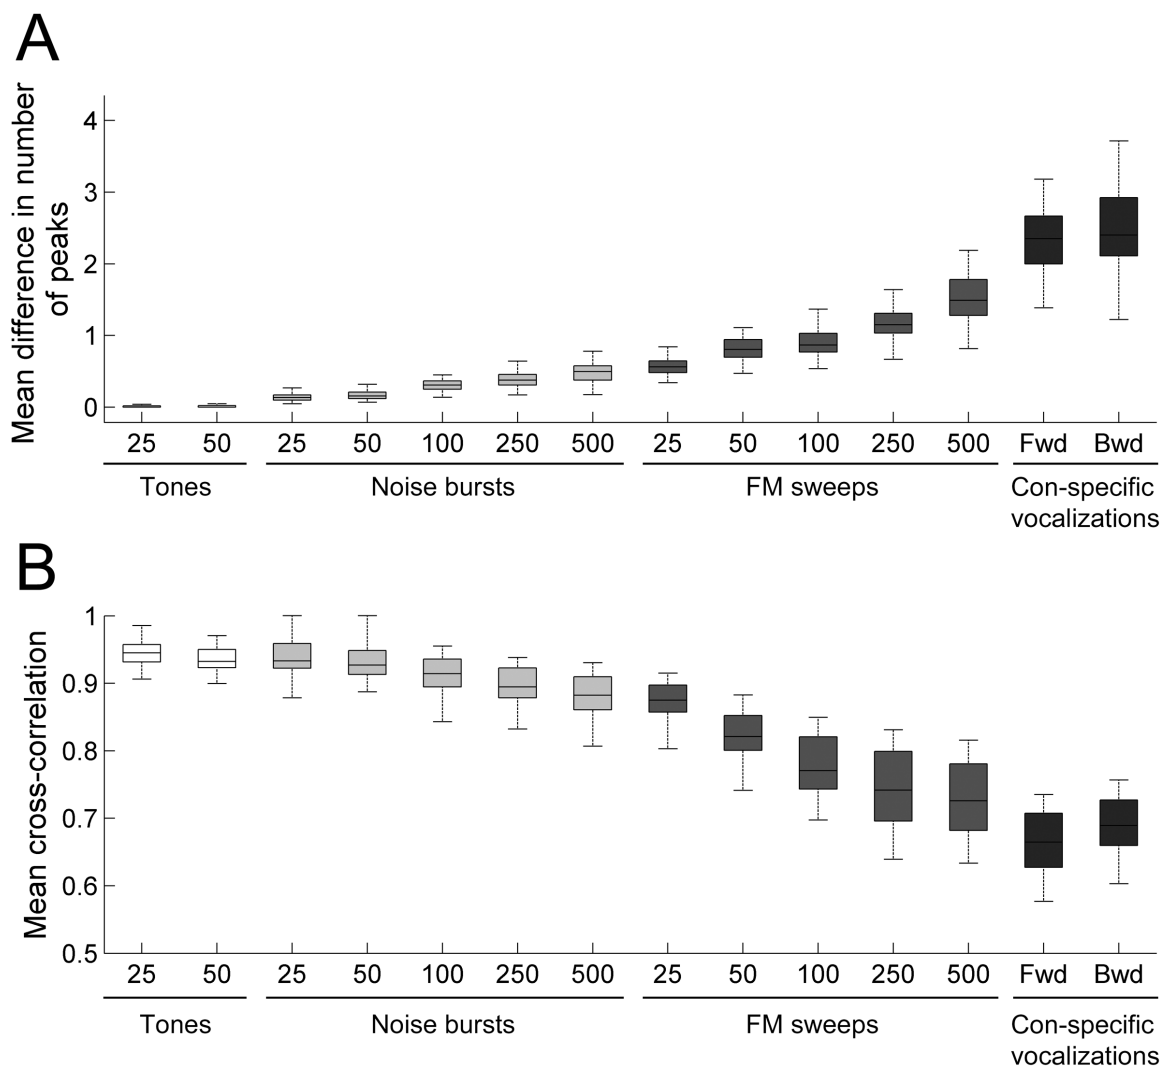 A
Mean difference in number
of peaks
4
3
2
1
0
25 50 25 50 100 250 500 25 50 100 250 500 Fwd Bwd
Tones Noise bursts FM sweeps Con-specific
vocalizations
B
Mean cross-correlation
1
0.9
0.8
0.7
0.6
0.5
25 50 25 50 100 250 500 25 50 100 250 500 Fwd Bwd
Tones Noise bursts FM sweeps Con-specific
vocalizations